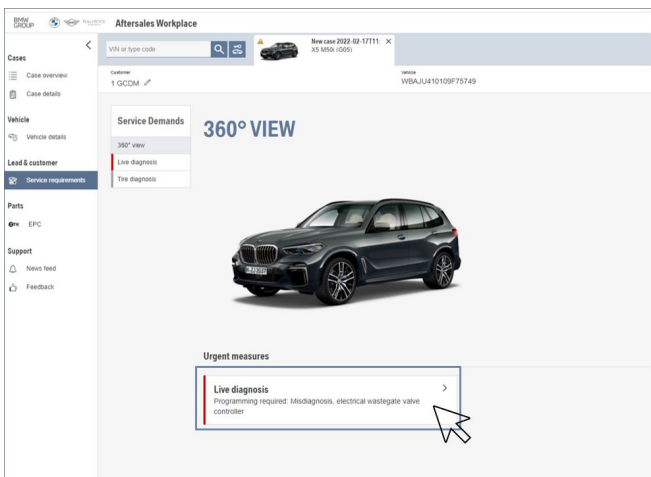 BMW
GROUP
Aftersales Workplace
Cases
Case overview
Case details
Vehicle
Vehicle details
Lead & customer
Service requirements
Parts
EPC
Support
News feed
Feedback
VIN or type code
New case 2022-02-17T11:
X5 M50i (G05)
Customer
1 GCDM
Vehicle
WBAJU410109F75749
Service Demands
360° view
Live diagnosis
Tire diagnosis
360° VIEW
Urgent measures
Live diagnosis
Programming required: Misdiagnosis, electrical wastegate valve
controller